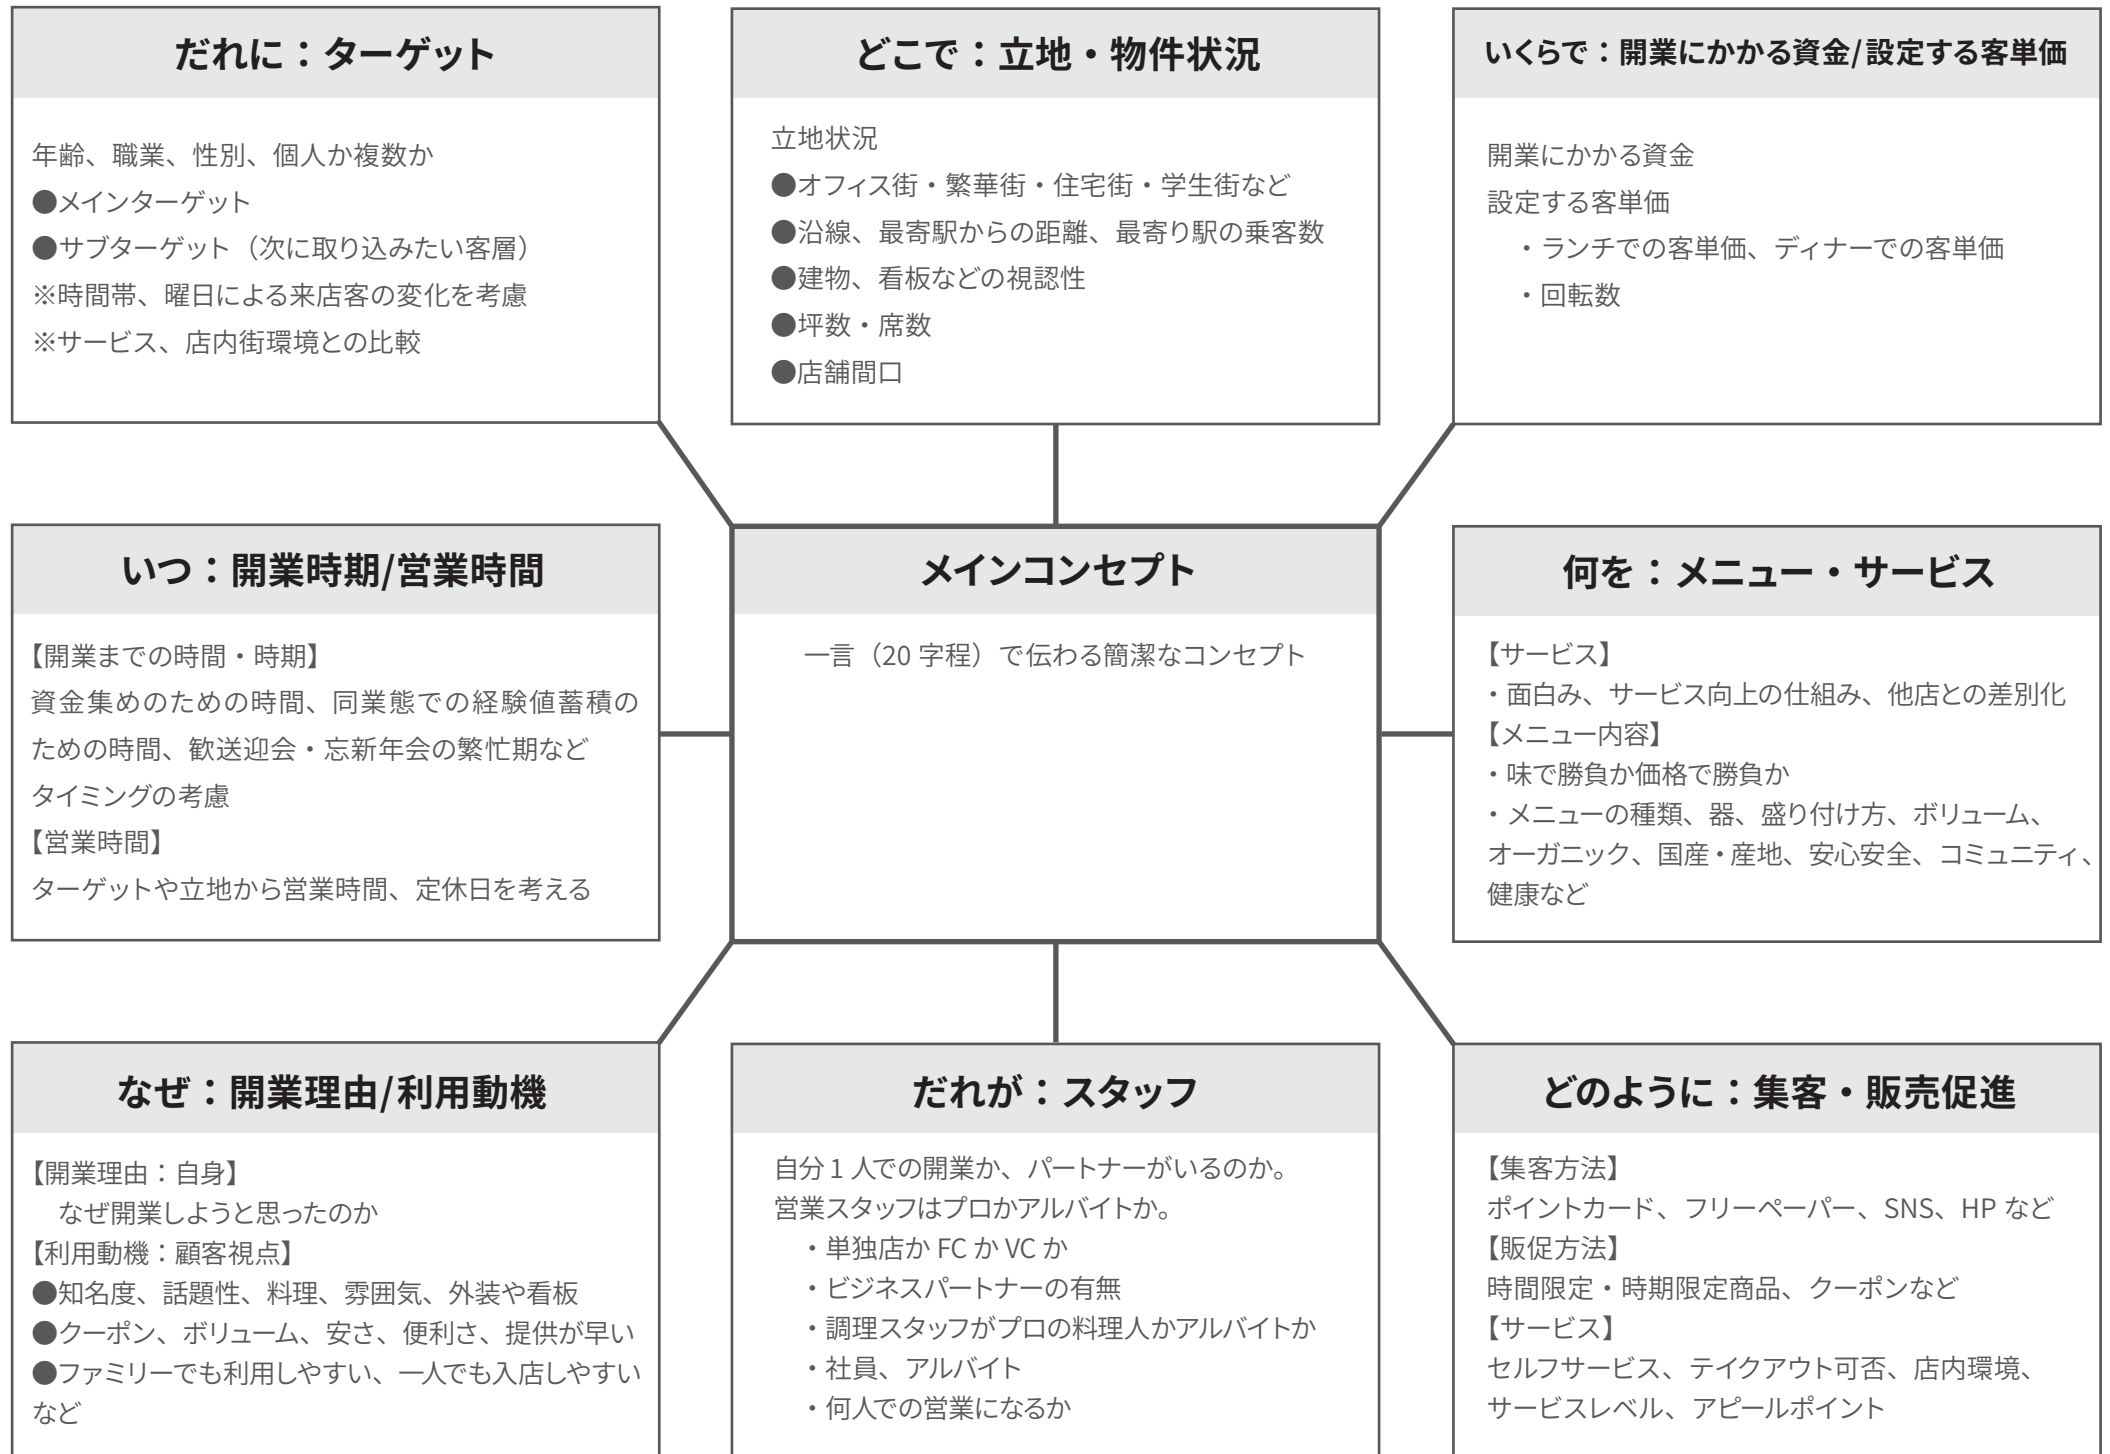 だれに：ターゲット
年齢、職業、性別、個人か複数か
●メインターゲット
●サブターゲット（次に取り込みたい客層）
※時間帯、曜日による来店客の変化を考慮
※サービス、店内街環境との比較
どこで：立地・物件状況
立地状況
●オフィス街・繁華街・住宅街・学生街など
●沿線、最寄駅からの距離、最寄り駅の乗客数
●建物、看板などの視認性
●坪数・席数
●店舗間口
いくらで：開業にかかる資金/設定する客単価
開業にかかる資金
設定する客単価
・ランチでの客単価、ディナーでの客単価
・回転数
いつ：開業時期/営業時間
【開業までの時間・時期】
資金集めのための時間、同業態での経験値蓄積の
ための時間、歓送迎会・忘新年会の繁忙期など
タイミングの考慮
【営業時間】
ターゲットや立地から営業時間、定休日を考える
メインコンセプト
一言（20 字程）で伝わる簡潔なコンセプト
何を：メニュー・サービス
【サービス】
・面白み、サービス向上の仕組み、他店との差別化
【メニュー内容】
・味で勝負か価格で勝負か
・メニューの種類、器、盛り付け方、ボリューム、
オーガニック、国産・産地、安心安全、コミュニティ、
健康など
なぜ：開業理由/利用動機
【開業理由：自身】
なぜ開業しようと思ったのか
【利用動機：顧客視点】
●知名度、話題性、料理、雰囲気、外装や看板
●クーポン、ボリューム、安さ、便利さ、提供が早い
●ファミリーでも利用しやすい、一人でも入店しやすい
など
だれが：スタッフ
自分 1 人での開業か、パートナーがいるのか。
営業スタッフはプロかアルバイトか。
・単独店か FC か VC か
・ビジネスパートナーの有無
・調理スタッフがプロの料理人かアルバイトか
・社員、アルバイト
・何人での営業になるか
どのように：集客・販売促進
【集客方法】
ポイントカード、フリーペーパー、SNS、HP など
【販促方法】
時間限定・時期限定商品、クーポンなど
【サービス】
セルフサービス、テイクアウト可否、店内環境、
サービスレベル、アピールポイント